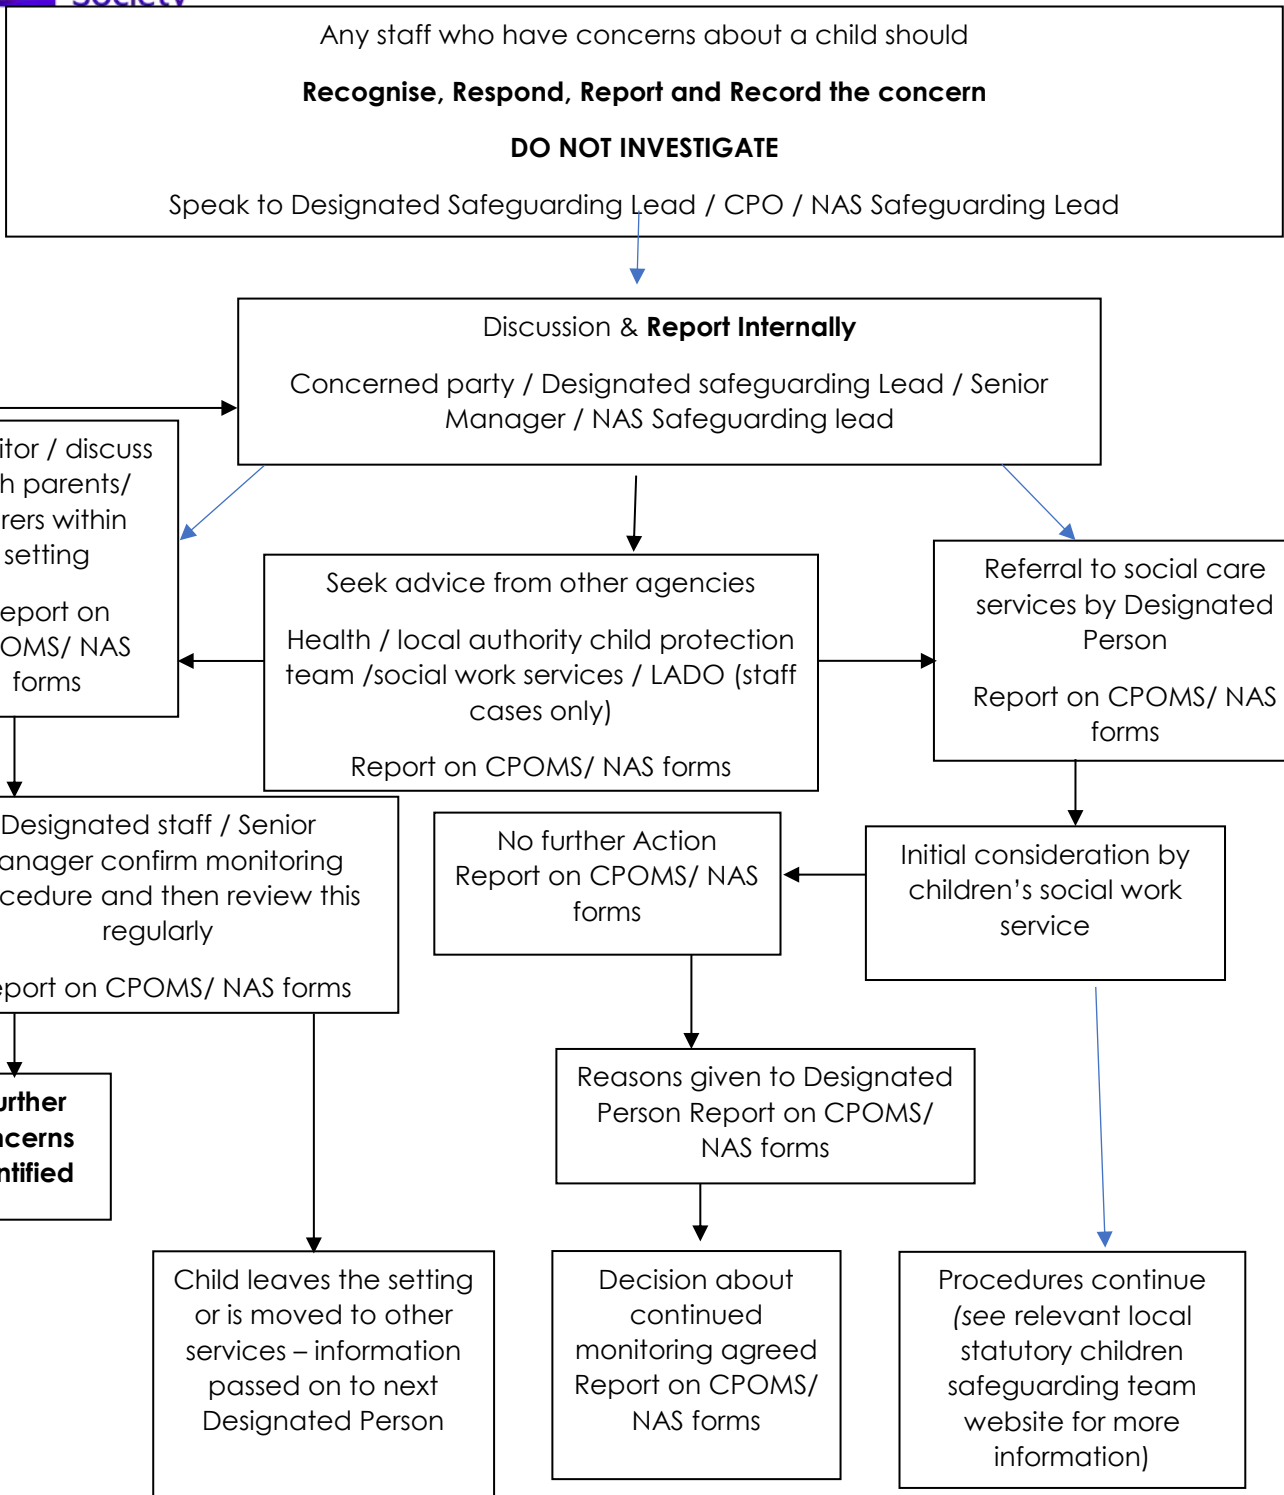 Society
Any staff who have concerns about a child should
Recognise, Respond, Report and Record the concern
DO NOT INVESTIGATE
Speak to Designated Safeguarding Lead / CPO / NAS Safeguarding Lead
Discussion & Report Internally
Concerned party / Designated safeguarding Lead / Senior
Manager / NAS Safeguarding lead
itor / discuss
h parents/
rers within
setting
eport on
OMS/ NAS
forms
Seek advice from other agencies
Health / local authority child protection
team /social work services / LADO (staff
cases only)
Report on CPOMS/ NAS forms
Referral to social care
services by Designated
Person
Report on CPOMS/ NAS
forms
Designated staff / Senior
anager confirm monitoring
cedure and then review this
regularly
eport on CPOMS/ NAS forms
No further Action
Report on CPOMS/ NAS
forms
Initial consideration by
children’s social work
service
urther
ncerns
ntified
Reasons given to Designated
Person Report on CPOMS/
NAS forms
Child leaves the setting
or is moved to other
services – information
passed on to next
Designated Person
Decision about
continued
monitoring agreed
Report on CPOMS/
NAS forms
Procedures continue
(see relevant local
statutory children
safeguarding team
website for more
information)